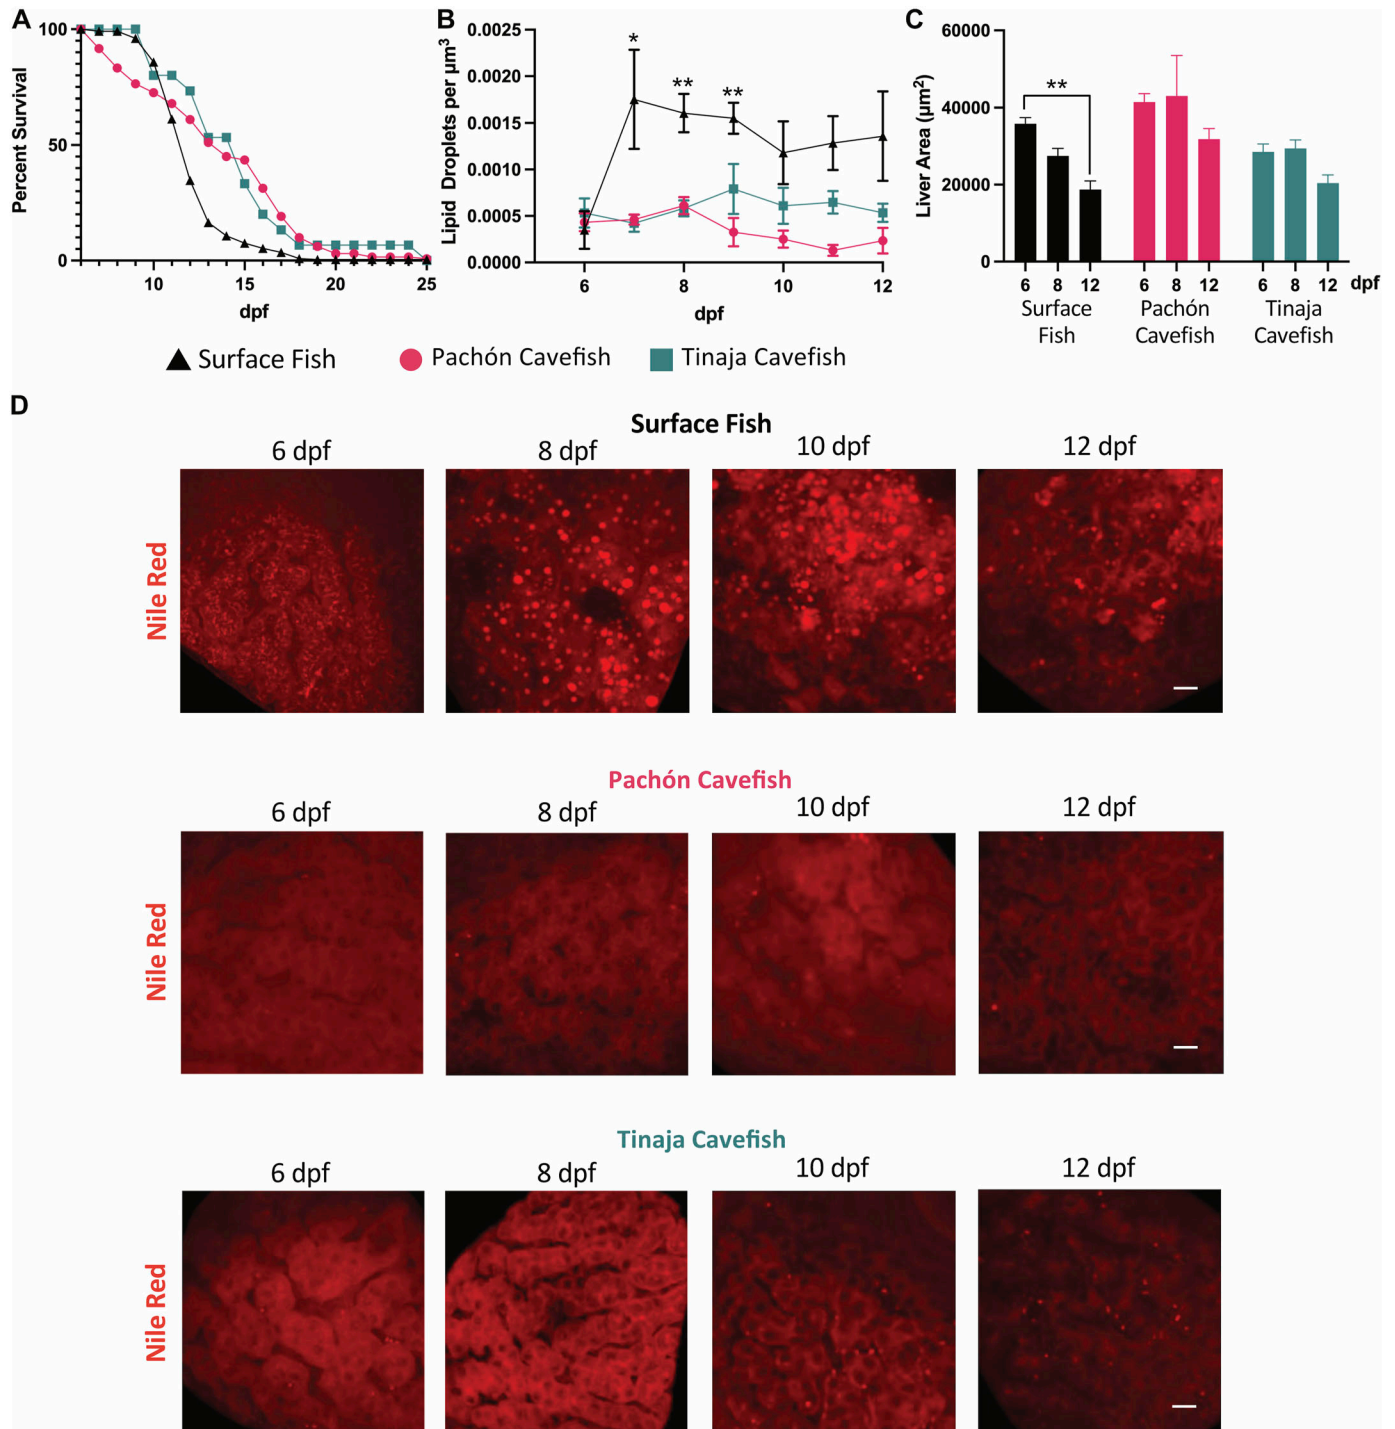 A
B
C
100
50
0
Percent Survival
10
15
20
25
dpf
0.0025
0.0020
0.0015
0.0010
0.0005
0.0000
Lipid Droplets per µm³
*
**
**
6
8
10
12
dpf
60000
40000
20000
0
Liver Area (µm²)
**
6 8 12 6 8 12 6 8 12 dpf
Surface Fish
Pachón Cavefish
Tinaja Cavefish
Surface Fish
Pachón Cavefish
Tinaja Cavefish
D
Surface Fish
6 dpf
8 dpf
10 dpf
12 dpf
Nile Red
Pachón Cavefish
6 dpf
8 dpf
10 dpf
12 dpf
Nile Red
Tinaja Cavefish
6 dpf
8 dpf
10 dpf
12 dpf
Nile Red